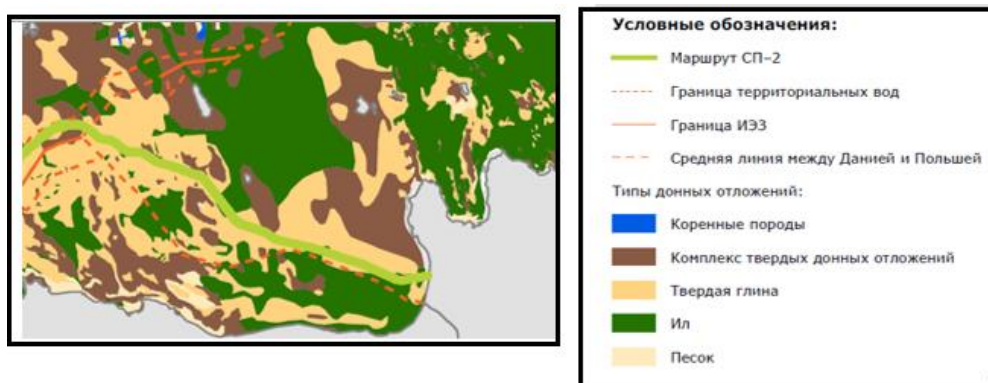 Условные обозначения:
Маршрут СП-2
Граница территориальных вод
Граница ИЭЗ
Средняя линия между Данией и Польшей
Типы донных отложений:
Коренные породы
Комплекс твердых донных отложений
Твердая глина
Ил
Песок